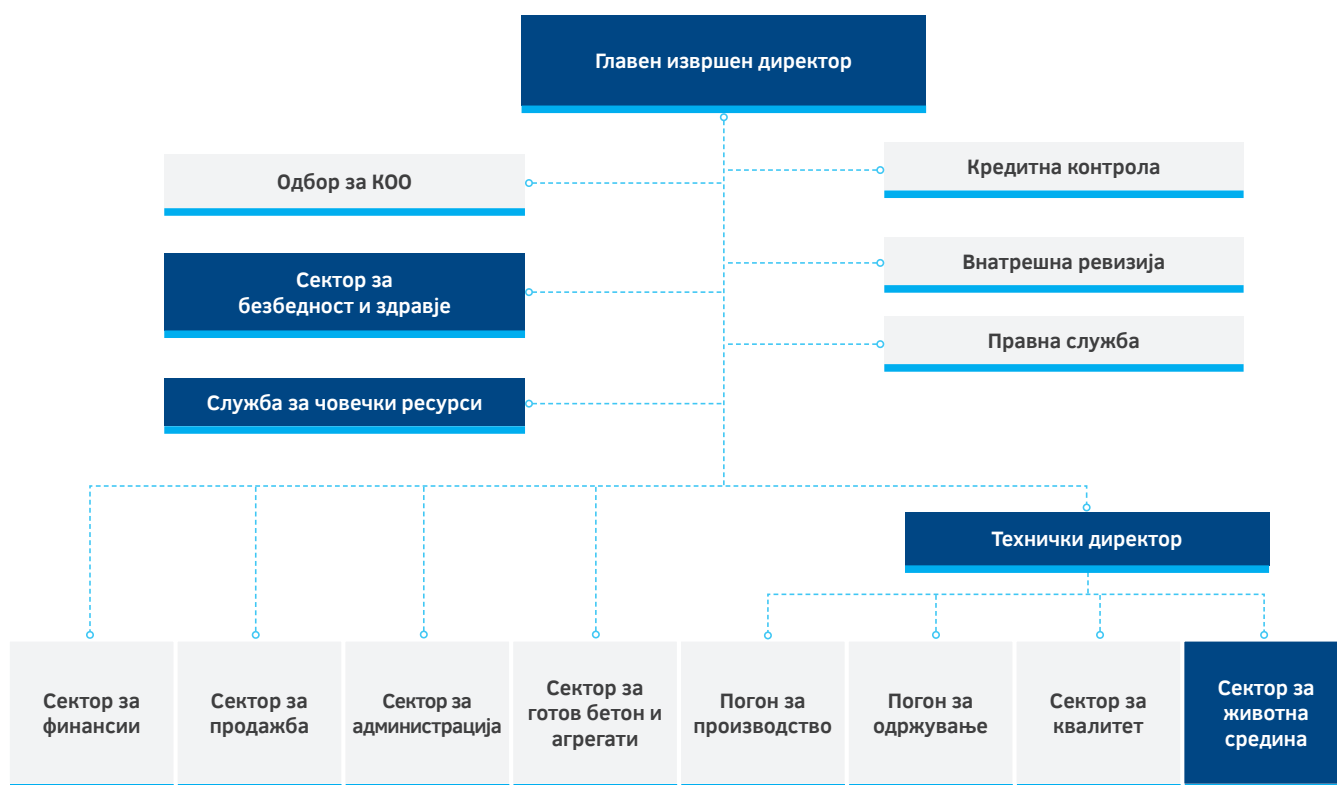 Главен извршен директор
Одбор за КОО
Кредитна контрола
Сектор за
безбедност и здравје
Внатрешна ревизија
Правна служба
Служба за човечки ресурси
Технички директор
Сектор за
финансии
Сектор за
продажба
Сектор за
администрација
Сектор за
готов бетон и
агрегати
Погон за
производство
Погон за
одржување
Сектор за
квалитет
Сектор за
животна
средина